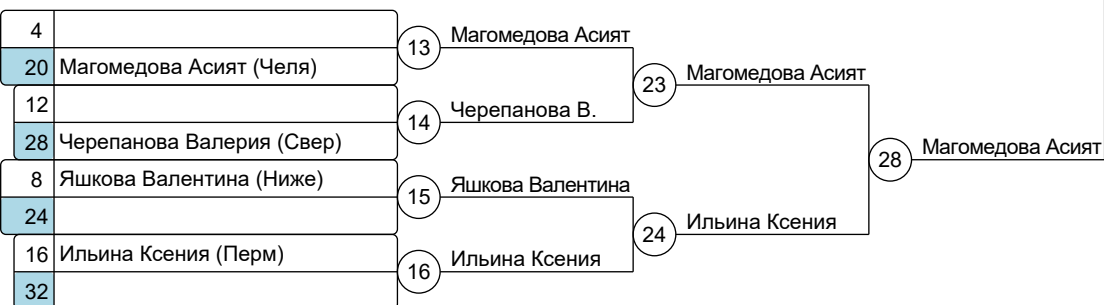 4
20 Магомедова Асият (Челя)
12
28 Черепанова Валерия (Свер)
8 Яшкова Валентина (Ниже)
24
16 Ильина Ксения (Перм)
32
13 Магомедова Асият
14 Черепанова В.
15 Яшкова Валентина
16 Ильина Ксения
23 Магомедова Асият
24 Ильина Ксения
28 Магомедова Асият